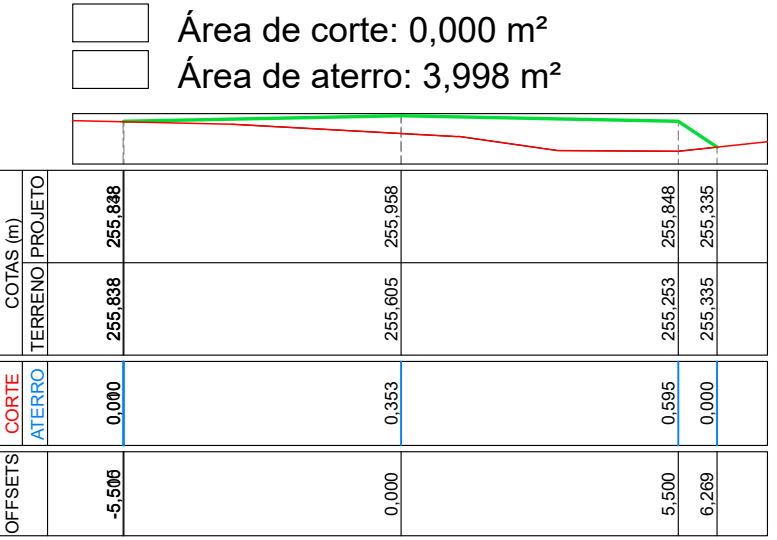 Área de corte: 0,000 m²
Área de aterro: 3,998 m²
COTAS (m)
PROJETO
255,958
255,848
255,335
TERRENO
255,838
255,605
255,253
255,335
CORTE
ATERRO
0,353
0,595
0,000
OFFSETS
0,000
5,500
6,269